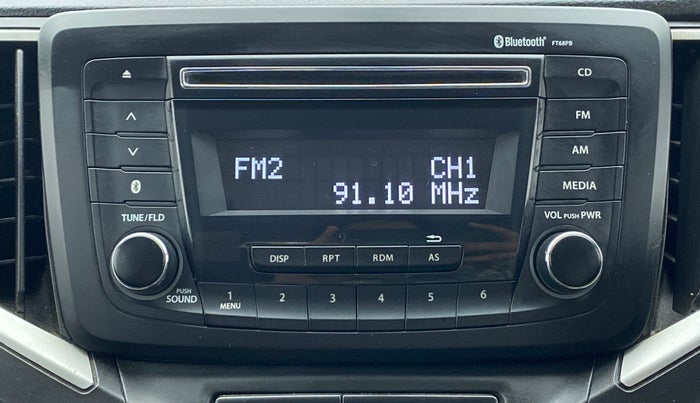 Bluetooth® FT68PB
CD
FM
AM
MEDIA
FM2 CH1
91.10 MHz
TUNE/FLD
VOL PUSH PWR
DISP RPT RDM AS
PUSH
SOUND
1 2 3 4 5 6
MENU